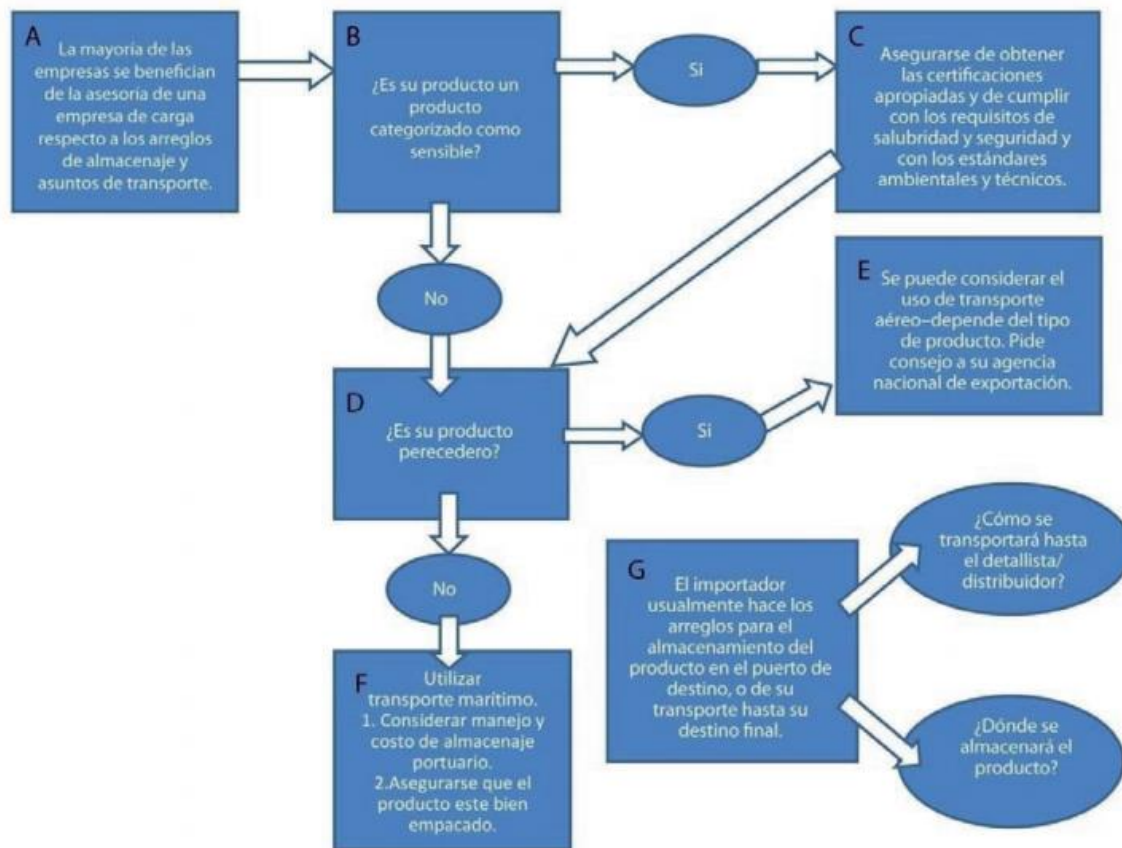 A
La mayoría de las
empresas se benefician
de la asesoría de una
empresa de carga
respecto a los arreglos
de almacenaje y
asuntos de transporte.
B
¿Es su producto un
producto
categorizado como
sensible?
Si
C
Asegurarse de obtener
las certificaciones
apropiadas y de cumplir
con los requisitos de
salubridad y seguridad y
con los estándares
ambientales y técnicos.
No
D
¿Es su producto
perecedero?
Si
E
Se puede considerar el
uso de transporte
aéreo–depende del tipo
de producto. Pide
consejo a su agencia
nacional de exportación.
No
F
Utilizar
transporte marítimo.
1. Considerar manejo y
costo de almacenaje
portuario.
2.Asegurarse que el
producto este bien
empacado.
G
El importador
usualmente hace los
arreglos para el
almacenamiento del
producto en el puerto de
destino, o de su
transporte hasta su
destino final.
¿Cómo se
transportará hasta
el detallista/
distribuidor?
¿Dónde se
almacenará el
producto?